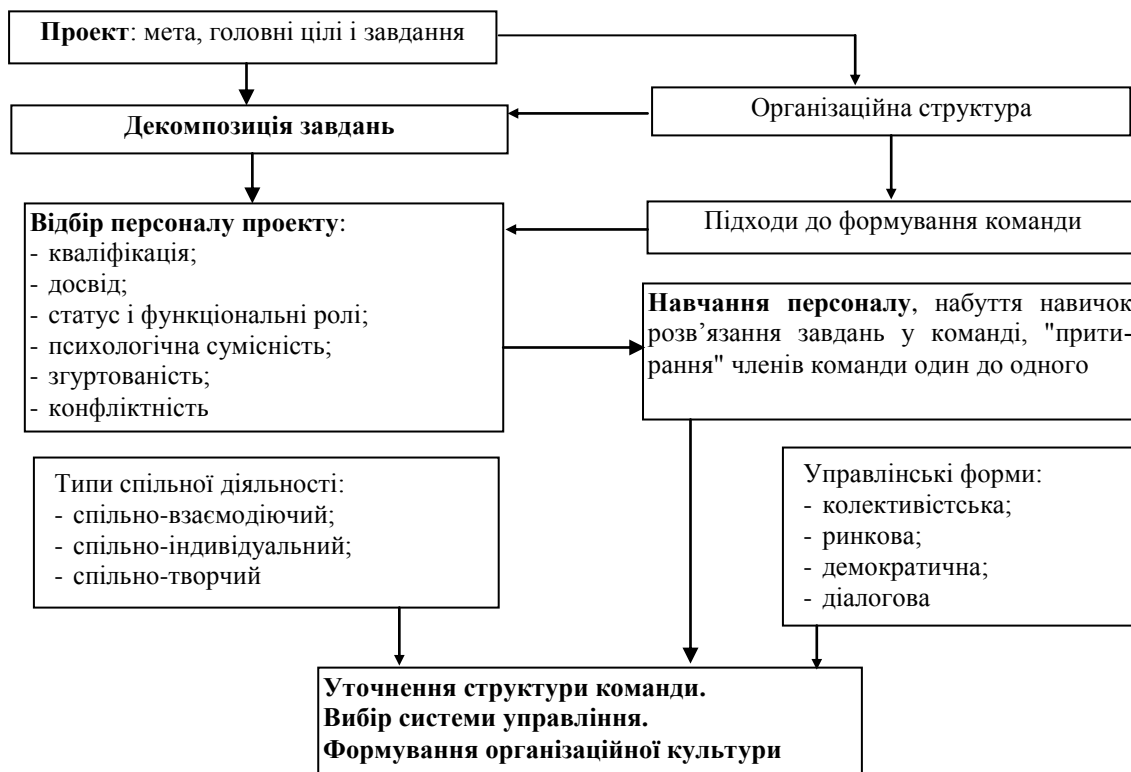 Проект: мета, головні цілі і завдання
Організаційна структура
Декомпозиція завдань
Відбір персоналу проекту:
- кваліфікація;
- досвід;
- статус і функціональні ролі;
- психологічна сумісність;
- згуртованість;
- конфліктність
Підходи до формування команди
Навчання персоналу, набуття навичок
розв’язання завдань у команді, "прити-
рання" членів команди один до одного
Типи спільної діяльності:
- спільно-взаємодіючий;
- спільно-індивідуальний;
- спільно-творчий
Управлінські форми:
- колективістська;
- ринкова;
- демократична;
- діалогова
Уточнення структури команди.
Вибір системи управління.
Формування організаційної культури